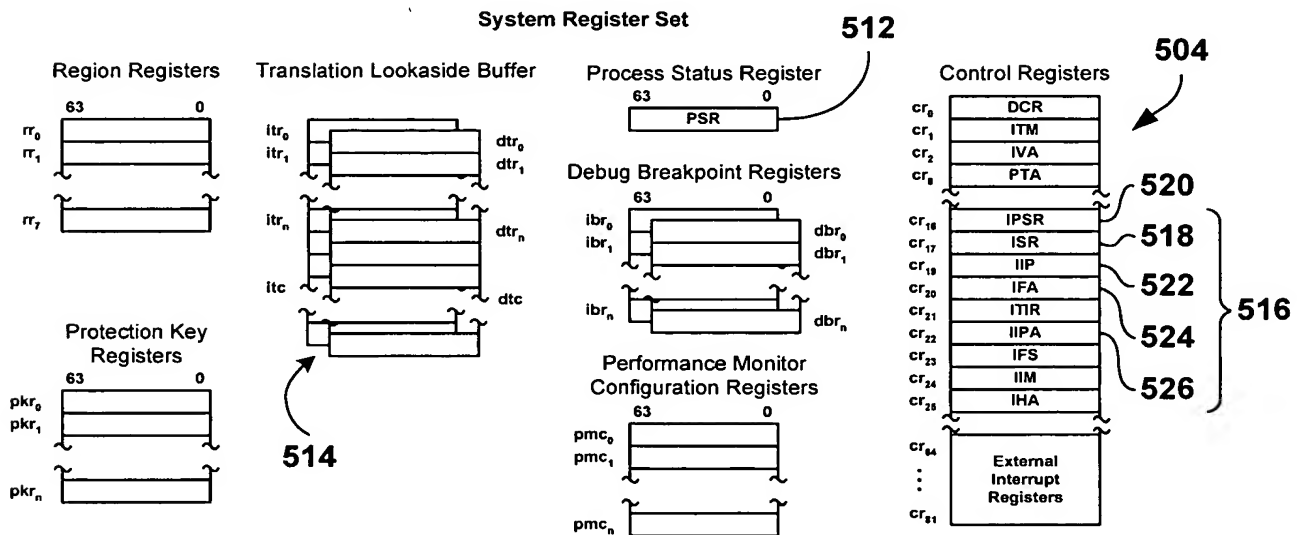 System Register Set
512
504
Region Registers
63 0
rr0
rr1
rr7
Translation Lookaside Buffer
itr0
itr1
dtr0
dtr1
itrn
dtrn
itc
dtc
514
Protection Key
Registers
63 0
pkr0
pkr1
pkrn
Process Status Register
63 0
PSR
Debug Breakpoint Registers
63 0
ibr0
ibr1
dbr0
dbr1
ibrn
dbrn
Performance Monitor
Configuration Registers
63 0
pmc0
pmc1
pmcn
Control Registers
cr0 DCR
cr1 ITM
cr2 IVA
cr8 PTA
cr16 IPSR 520
cr17 ISR 518
cr19 IIP 522
cr20 IFA 524
cr21 ITIR
cr22 IIPA 526
cr23 IFS
cr24 IIM
cr25 IHA
516
cr64
External
Interrupt
Registers
cr81